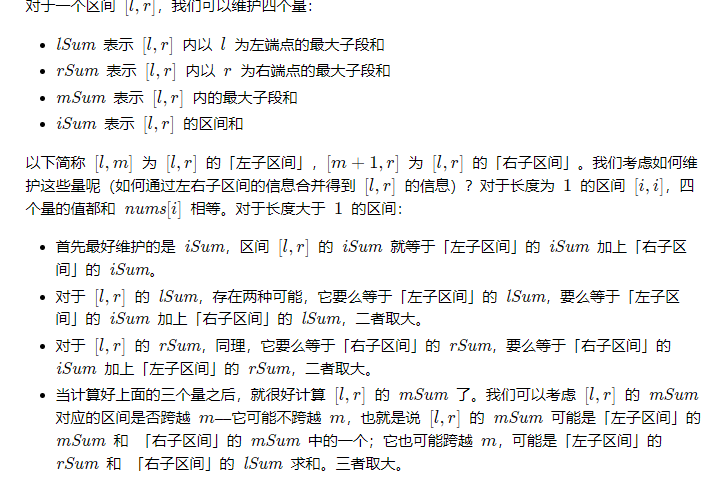 对于一个区间 [l, r]，我们可以维护四个量：
• lSum 表示 [l, r] 内以 l 为左端点的最大子段和
• rSum 表示 [l, r] 内以 r 为右端点的最大子段和
• mSum 表示 [l, r] 内的最大子段和
• iSum 表示 [l, r] 的区间和
以下简称 [l, m] 为 [l, r] 的「左子区间」，[m + 1, r] 为 [l, r] 的「右子区间」。我们考虑如何维
护这些量呢（如何通过左右子区间的信息合并得到 [l, r] 的信息）？对于长度为 1 的区间 [i, i]，四
个量的值都和 nums[i] 相等。对于长度大于 1 的区间：
• 首先最好维护的是 iSum，区间 [l, r] 的 iSum 就等于「左子区间」的 iSum 加上「右子区
间」的 iSum。
• 对于 [l, r] 的 lSum，存在两种可能，它要么等于「左子区间」的 lSum，要么等于「左子区
间」的 iSum 加上「右子区间」的 lSum，二者取大。
• 对于 [l, r] 的 rSum，同理，它要么等于「右子区间」的 rSum，要么等于「右子区间」的
iSum 加上「左子区间」的 rSum，二者取大。
• 当计算好上面的三个量之后，就很好计算 [l, r] 的 mSum 了。我们可以考虑 [l, r] 的 mSum
对应的区间是否跨越 m—它可能不跨越 m，也就是说 [l, r] 的 mSum 可能是「左子区间」的
mSum 和 「右子区间」的 mSum 中的一个；它也可能跨越 m，可能是「左子区间」的
rSum 和 「右子区间」的 lSum 求和。三者取大。